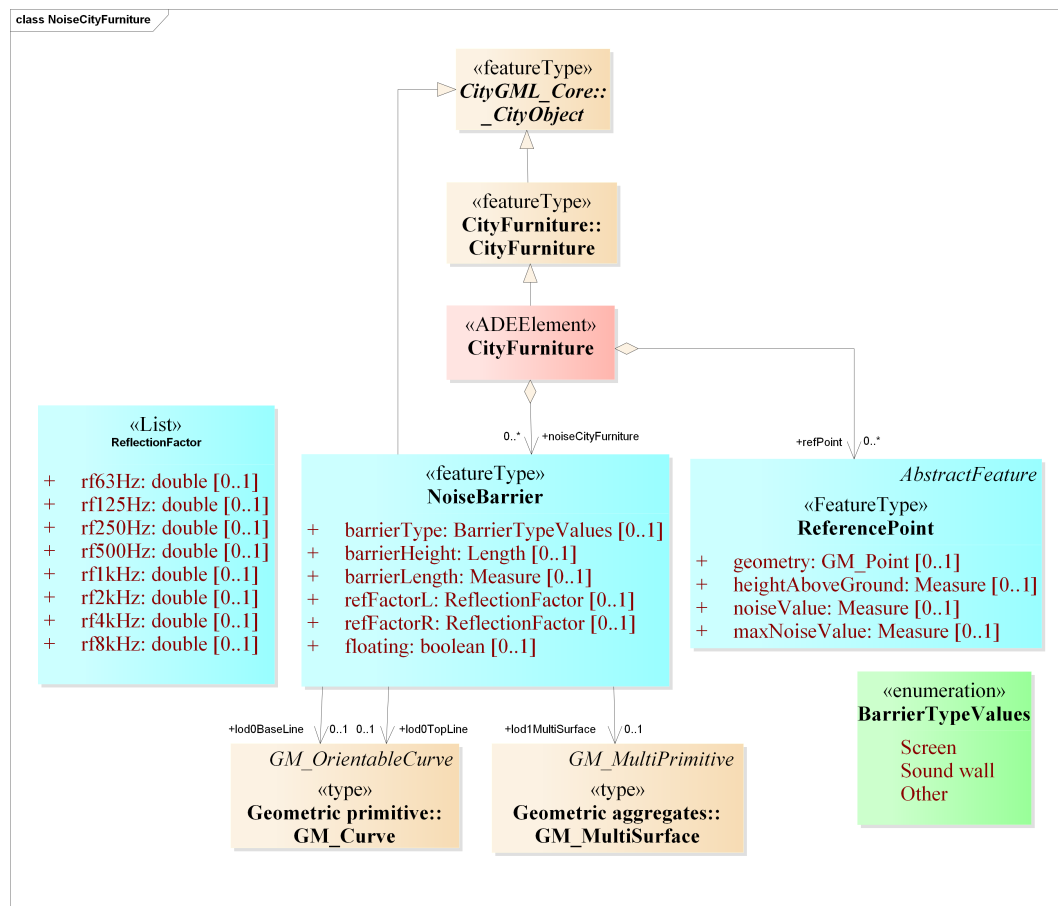 class NoiseCityFurniture
«featureType»
CityGML_Core::
_CityObject
«featureType»
CityFurniture::
CityFurniture
«ADEElement»
CityFurniture
0..* +noiseCityFurniture
+refPoint 0..*
«List»
ReflectionFactor
+ rf63Hz: double [0..1]
+ rf125Hz: double [0..1]
+ rf250Hz: double [0..1]
+ rf500Hz: double [0..1]
+ rf1kHz: double [0..1]
+ rf2kHz: double [0..1]
+ rf4kHz: double [0..1]
+ rf8kHz: double [0..1]
«featureType»
NoiseBarrier
+ barrierType: BarrierTypeValues [0..1]
+ barrierHeight: Length [0..1]
+ barrierLength: Measure [0..1]
+ refFactorL: ReflectionFactor [0..1]
+ refFactorR: ReflectionFactor [0..1]
+ floating: boolean [0..1]
AbstractFeature
«FeatureType»
ReferencePoint
+ geometry: GM_Point [0..1]
+ heightAboveGround: Measure [0..1]
+ noiseValue: Measure [0..1]
+ maxNoiseValue: Measure [0..1]
«enumeration»
BarrierTypeValues
Screen
Sound wall
Other
+lod0BaseLine 0..1 0..1 +lod0TopLine
+lod1MultiSurface 0..1
GM_OrientableCurve
«type»
Geometric primitive::
GM_Curve
GM_MultiPrimitive
«type»
Geometric aggregates::
GM_MultiSurface